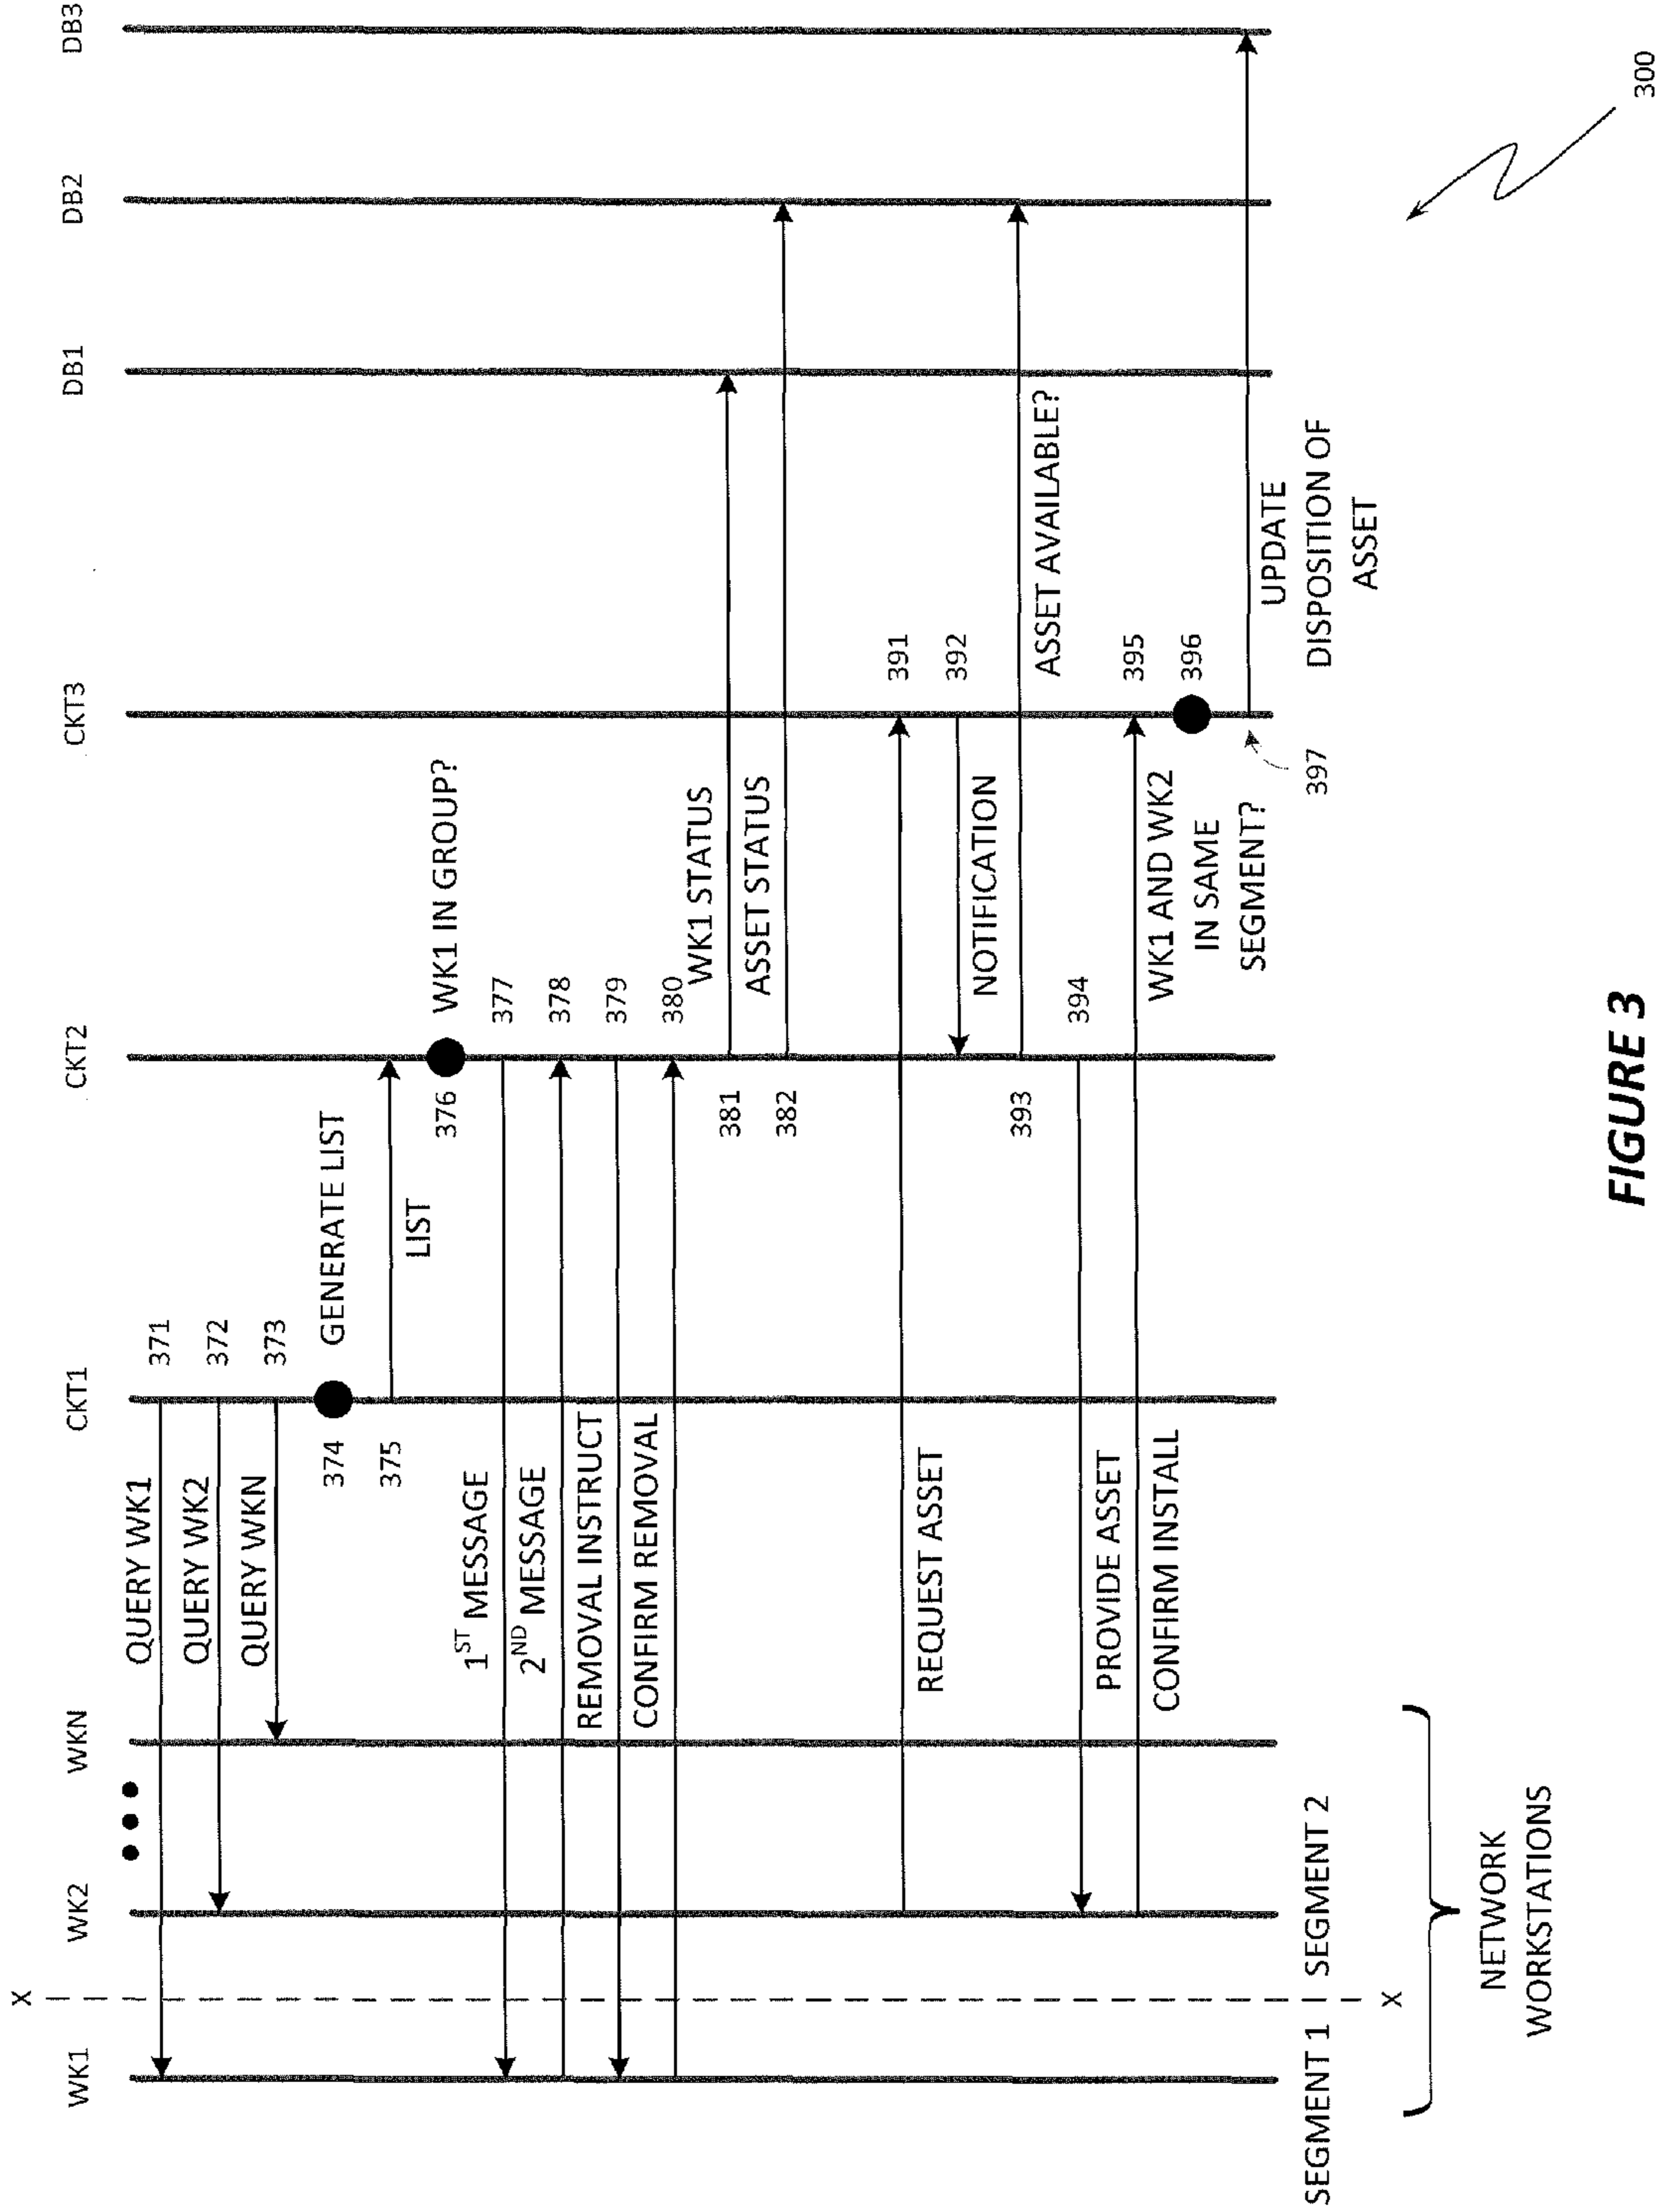 WK1
WK2
WKN
CKT1
CKT2
CKT3
DB1
DB2
DB3
X
QUERY WK1
371
QUERY WK2
372
QUERY WKN
373
374
GENERATE LIST
375
LIST
376
WK1 IN GROUP?
1ST MESSAGE
377
2ND MESSAGE
378
REMOVAL INSTRUCT
379
CONFIRM REMOVAL
380
381
WK1 STATUS
382
ASSET STATUS
391
REQUEST ASSET
392
NOTIFICATION
393
ASSET AVAILABLE?
394
PROVIDE ASSET
395
CONFIRM INSTALL
WK1 AND WK2
IN SAME
SEGMENT?
396
397
UPDATE
DISPOSITION OF
ASSET
SEGMENT 1
SEGMENT 2
X
NETWORK
WORKSTATIONS
300
FIGURE 3